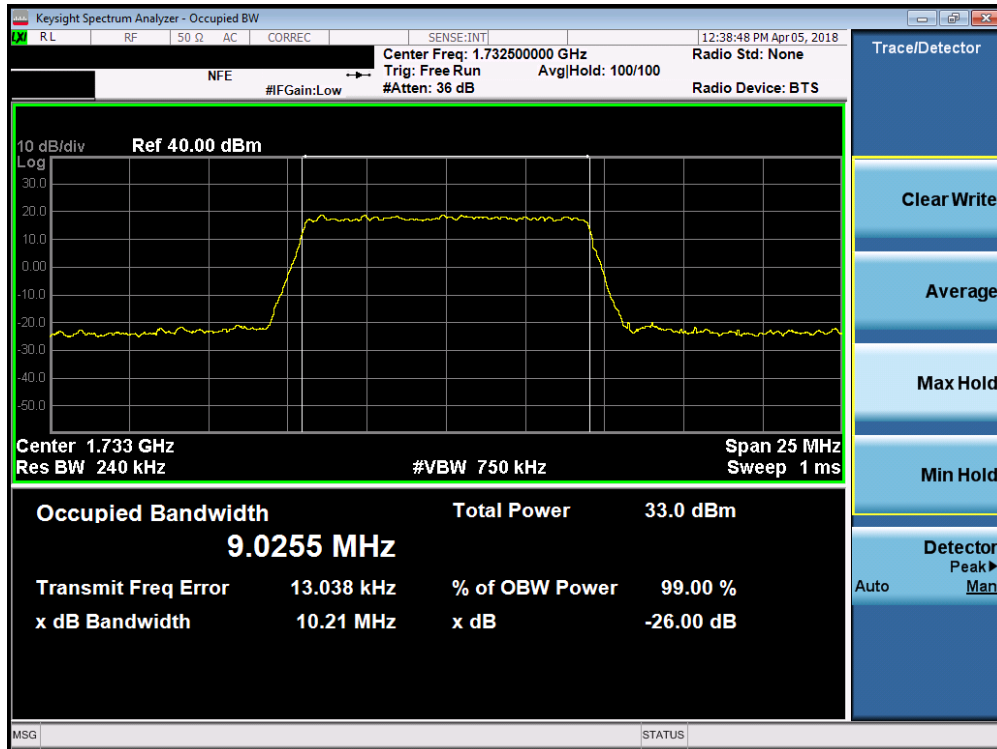 Keysight Spectrum Analyzer - Occupied BW
LXI RL RF 50 Ω AC CORREC SENSE:INT 12:38:48 PM Apr 05, 2018
Center Freq: 1.732500000 GHz Radio Std: None
NFE Trig: Free Run Avg|Hold: 100/100
#IFGain:Low #Atten: 36 dB Radio Device: BTS
Trace/Detector
10 dB/div Ref 40.00 dBm
Log
30.0
20.0
10.0
0.00
-10.0
-20.0
-30.0
-40.0
-50.0
Center 1.733 GHz Span 25 MHz
Res BW 240 kHz #VBW 750 kHz Sweep 1 ms
Occupied Bandwidth Total Power 33.0 dBm
9.0255 MHz
Transmit Freq Error 13.038 kHz % of OBW Power 99.00 %
x dB Bandwidth 10.21 MHz x dB -26.00 dB
Clear Write
Average
Max Hold
Min Hold
Detector
Peak▶
Auto Man
MSG STATUS